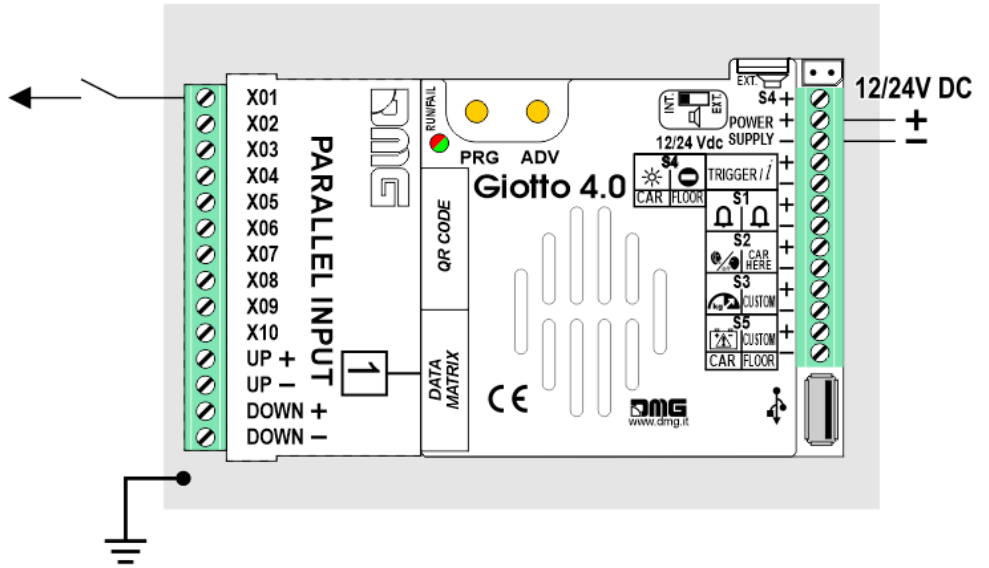 X01
X02
X03
X04
X05
X06
X07
X08
X09
X10
UP +
UP −
DOWN +
DOWN −
PARALLEL INPUT
1
DMG
RUN/FAIL
PRG ADV
Giotto 4.0
QR CODE
DATA
MATRIX
CE
DMG
www.dmg.it
EXT.
INT.
EXT.
12/24 Vdc
S4 +
POWER +
SUPPLY −
S4
CAR FLOOR
TRIGGER / i + −
S1 + −
S2 + −
CAR
HERE
S3 + −
kg
CUSTOM
S5 + −
CUSTOM
CAR FLOOR
12/24V DC
+
−